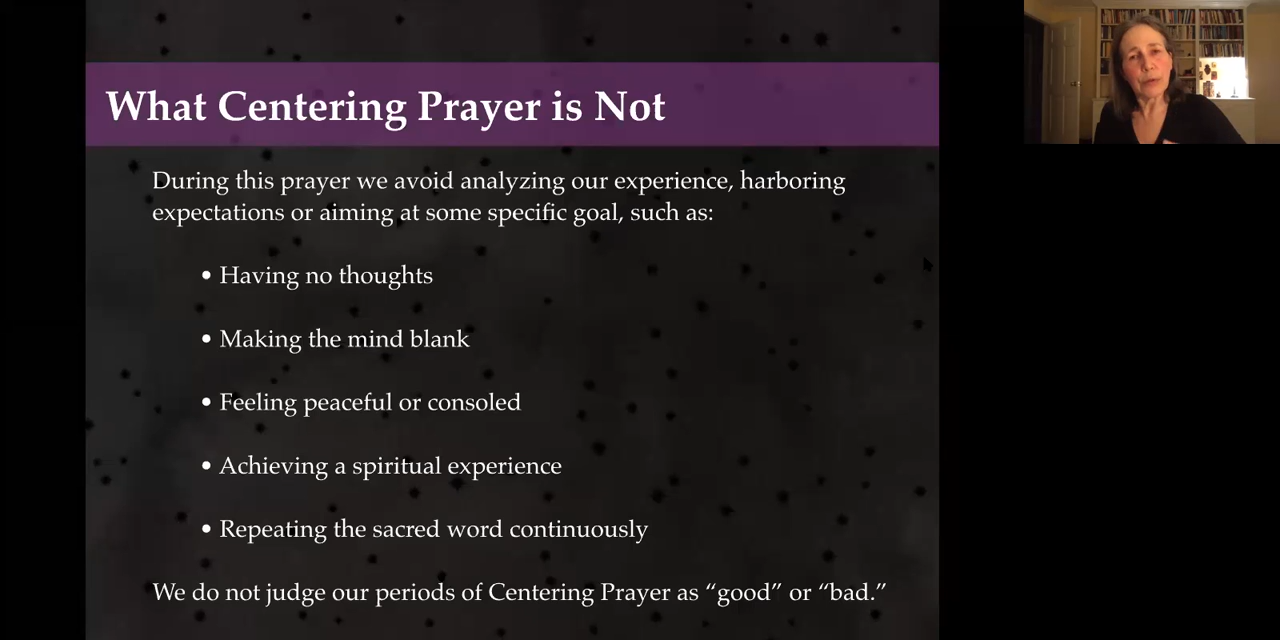 What Centering Prayer is Not
During this prayer we avoid analyzing our experience, harboring
expectations or aiming at some specific goal, such as:
• Having no thoughts
• Making the mind blank
• Feeling peaceful or consoled
• Achieving a spiritual experience
• Repeating the sacred word continuously
We do not judge our periods of Centering Prayer as “good” or “bad.”